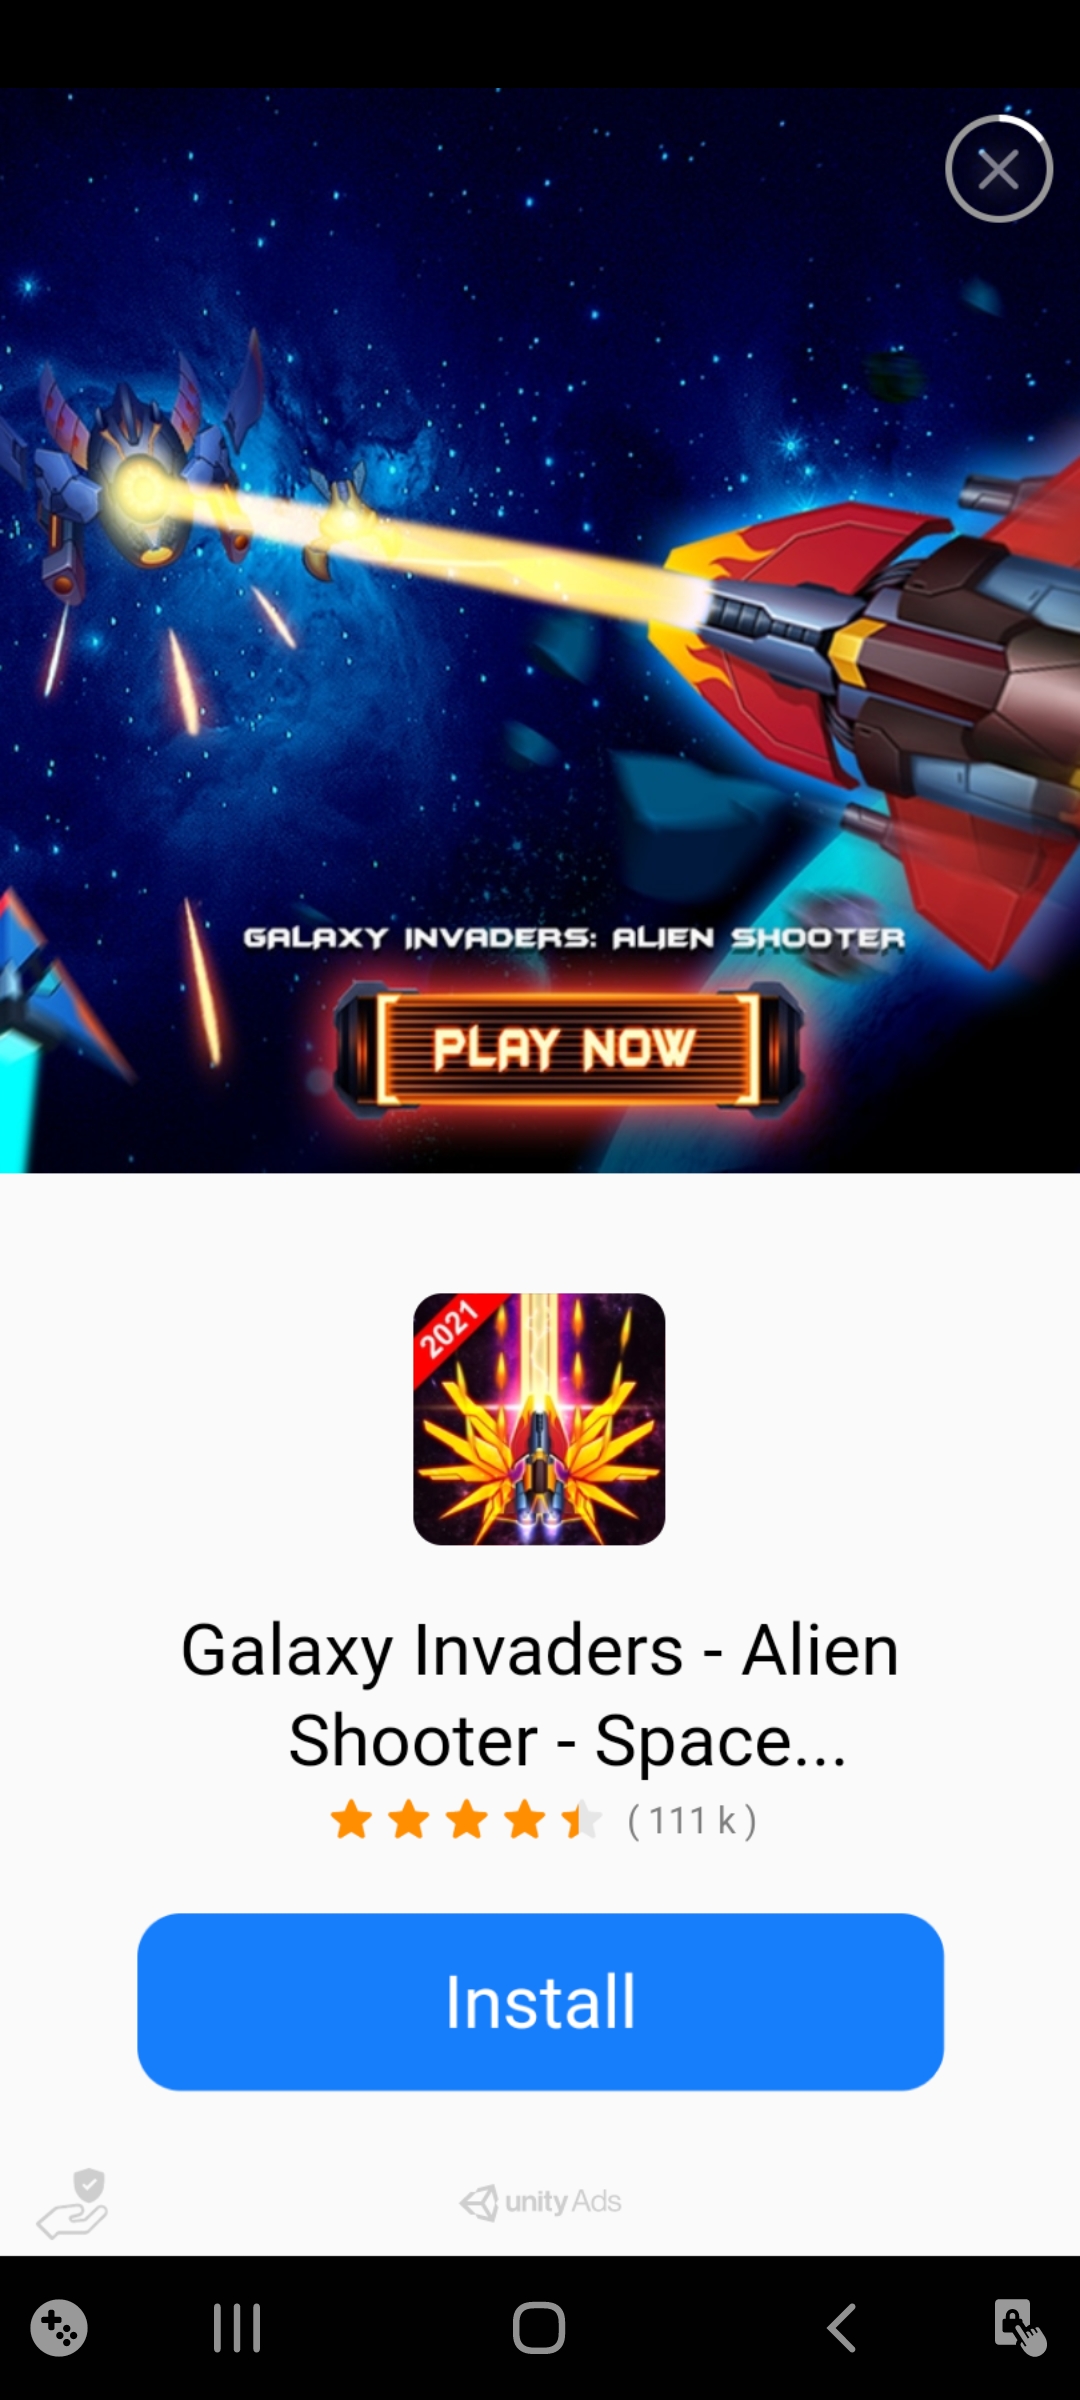 GALAXY INVADERS: ALIEN SHOOTER
PLAY NOW
2021
Galaxy Invaders - Alien
Shooter - Space...
( 111 k )
Install
unity Ads